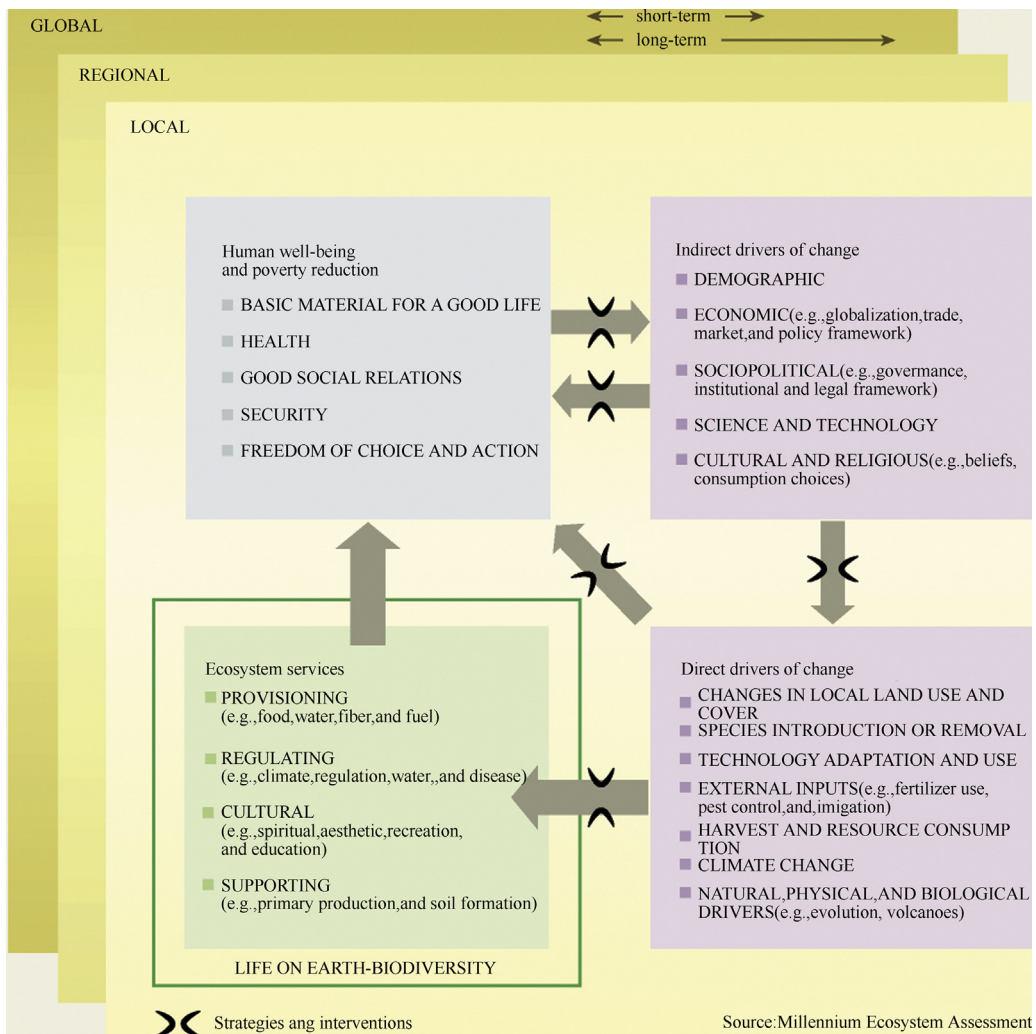 GLOBAL
short-term
long-term
REGIONAL
LOCAL
Human well-being
and poverty reduction
BASIC MATERIAL FOR A GOOD LIFE
HEALTH
GOOD SOCIAL RELATIONS
SECURITY
FREEDOM OF CHOICE AND ACTION
Indirect drivers of change
DEMOGRAPHIC
ECONOMIC(e.g.,globalization,trade,
market,and policy framework)
SOCIOPOLITICAL(e.g.,govermance,
institutional and legal framework)
SCIENCE AND TECHNOLOGY
CULTURAL AND RELIGIOUS(e.g.,beliefs,
consumption choices)
Ecosystem services
PROVISIONING
(e.g.,food,water,fiber,and fuel)
REGULATING
(e.g.,climate,regulation,water,,and disease)
CULTURAL
(e.g.,spiritual,aesthetic,recreation,
and education)
SUPPORTING
(e.g.,primary production,and soil formation)
LIFE ON EARTH-BIODIVERSITY
Direct drivers of change
CHANGES IN LOCAL LAND USE AND
COVER
SPECIES INTRODUCTION OR REMOVAL
TECHNOLOGY ADAPTATION AND USE
EXTERNAL INPUTS(e.g.,fertilizer use,
pest control,and,imigation)
HARVEST AND RESOURCE CONSUMP
TION
CLIMATE CHANGE
NATURAL,PHYSICAL,AND BIOLOGICAL
DRIVERS(e.g.,evolution, volcanoes)
Strategies ang interventions
Source:Millennium Ecosystem Assessment